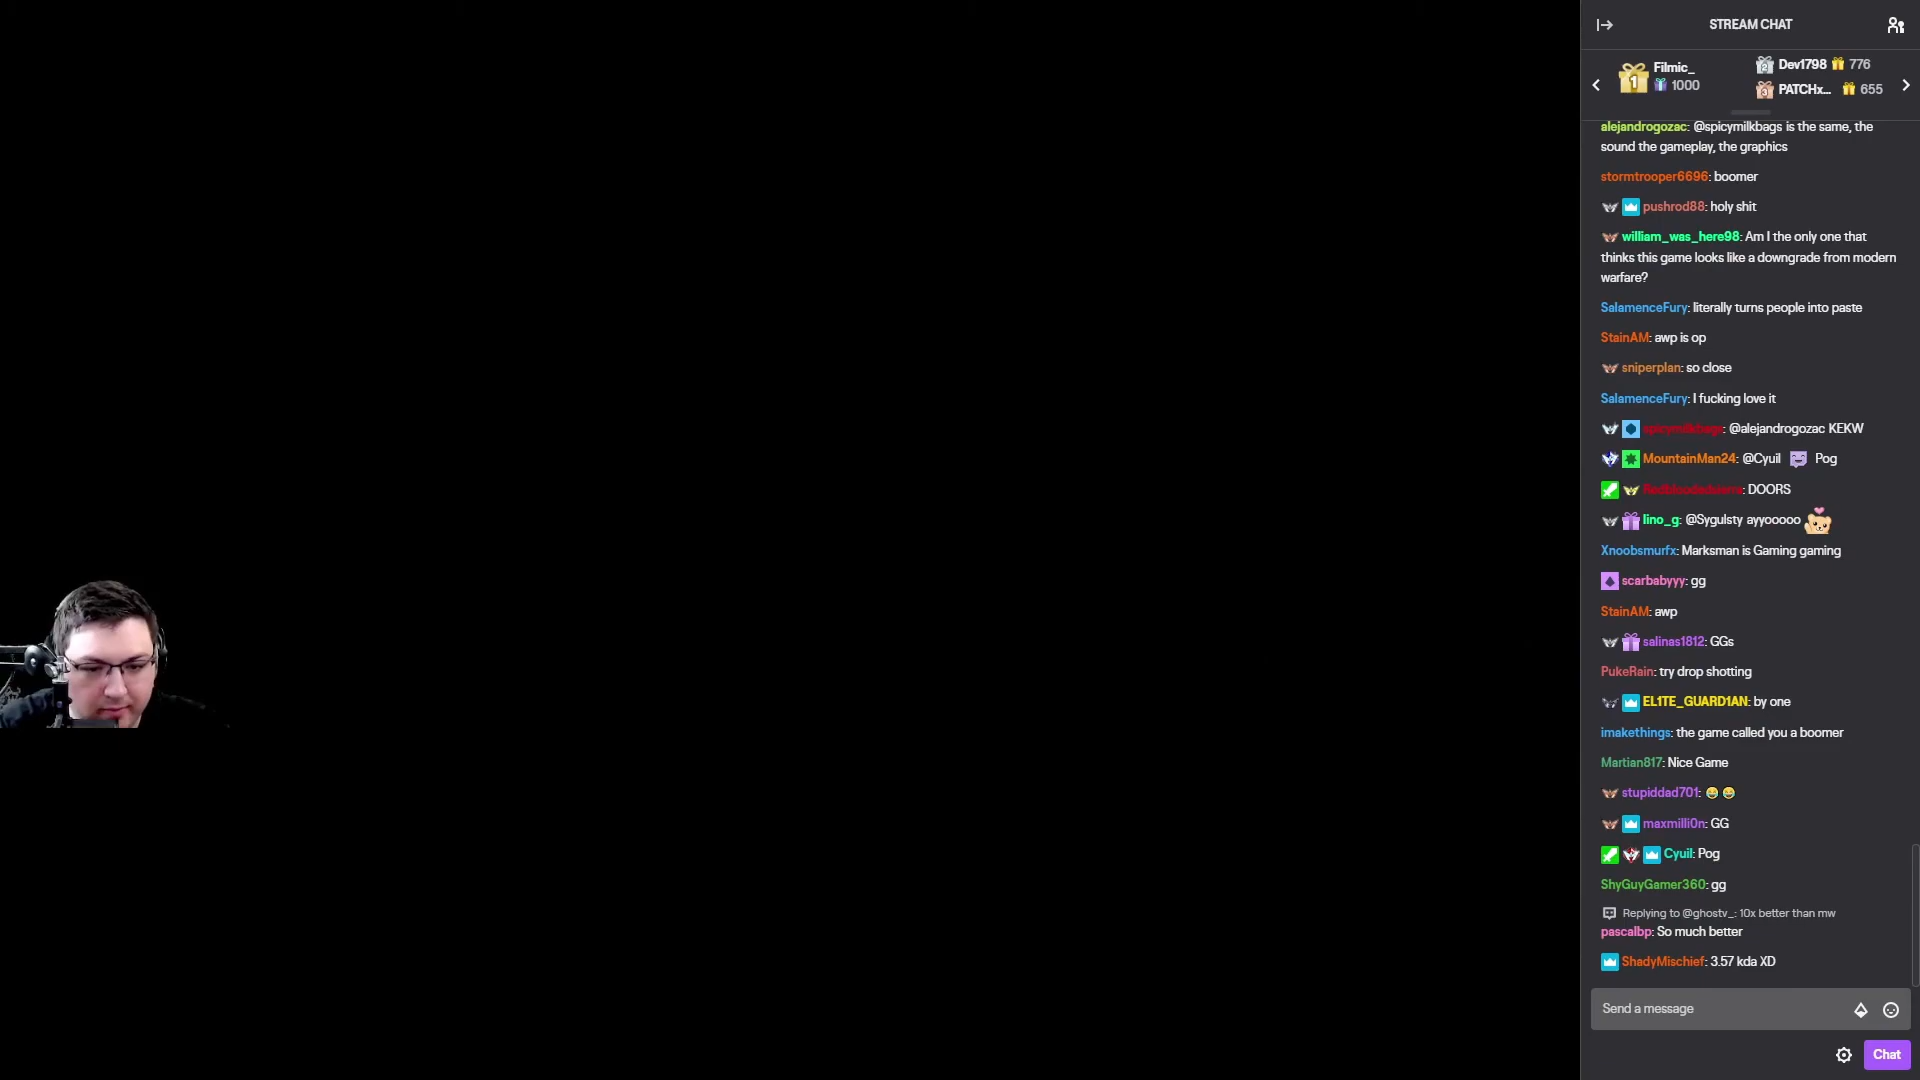 STREAM CHAT
Filmic_
1000
Dev1798 776
PATCHx... 655
alejandrogozac: @spicymilkbags is the same, the
sound the gameplay, the graphics
stormtrooper6696: boomer
pushrod88: holy shit
william_was_here98: Am I the only one that
thinks this game looks like a downgrade from modern
warfare?
SalamenceFury: literally turns people into paste
StainAM: awp is op
sniperplan: so close
SalamenceFury: I fucking love it
spicymilkbags: @alejandrogozac KEKW
MountainMan24: @Cyuil Pog
: DOORS
lino_g: @Sygulsty ayyooooo
Xnoobsmurfx: Marksman is Gaming gaming
scarbabyyy: gg
StainAM: awp
salinas1812: GGs
PukeRain: try drop shotting
EL1TE_GUARD1AN: by one
imakethings: the game called you a boomer
Martian817: Nice Game
stupiddad701:
maxmilli0n: GG
Cyuil: Pog
ShyGuyGamer360: gg
Replying to @ghostv_: 10x better than mw
pascalbp: So much better
ShadyMischief: 3.57 kda XD
Send a message
Chat